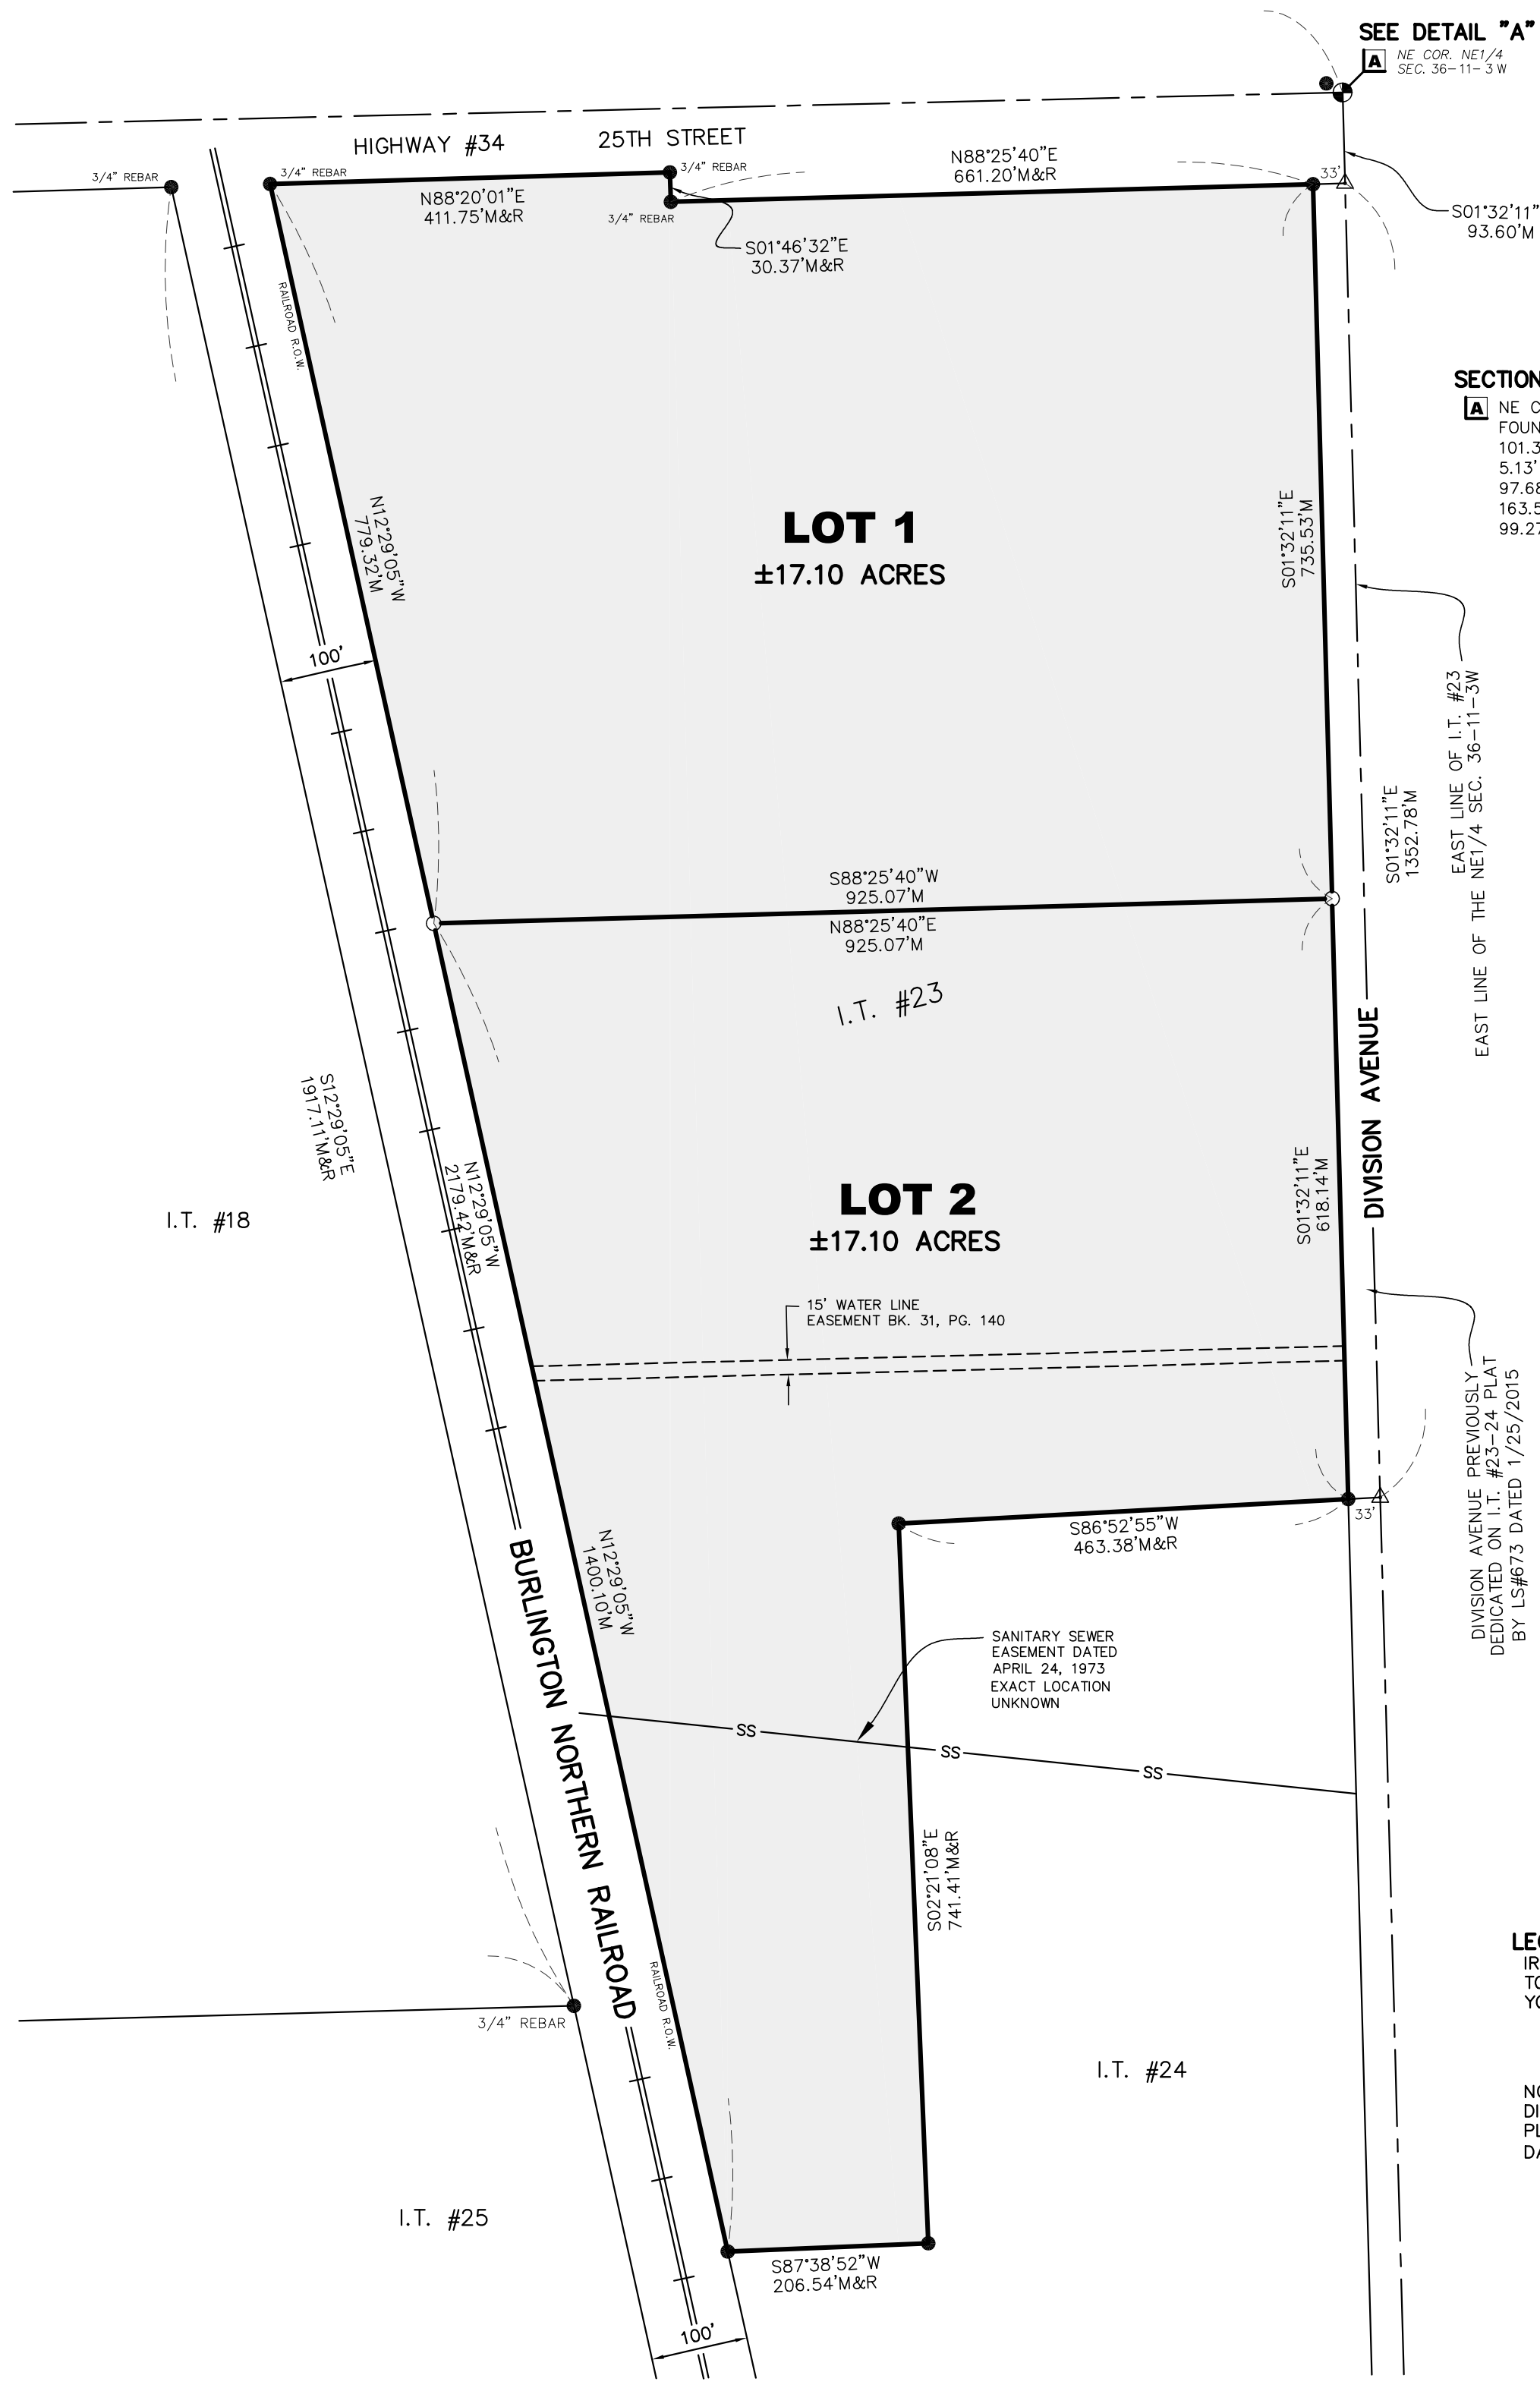 SEE DETAIL "A"
A
NE COR. NE1/4
SEC. 36-11-3 W
HIGHWAY #34
25TH STREET
3/4" REBAR
3/4" REBAR
3/4" REBAR
N88°20'01"E
411.75'M&R
3/4" REBAR
N88°25'40"E
661.20'M&R
33'
S01°46'32"E
30.37'M&R
S01°32'11"
93.60'M
RAILROAD R.O.W.
SECTION
A
NE C
FOUN
101.3
5.13'
97.68
163.5
99.27
N12°29'05"W
779.32'M
LOT 1
±17.10 ACRES
S01°32'11"E
735.53'M
100'
EAST LINE OF I.T. #23
EAST LINE OF THE NE1/4 SEC. 36-11-3W
S01°32'11"E
1352.78'M
S88°25'40"W
925.07'M
N88°25'40"E
925.07'M
I.T. #23
DIVISION AVENUE
S12°29'05"E
1917.11'M&R
N12°29'05"W
2179.42'M&R
I.T. #18
LOT 2
±17.10 ACRES
S01°32'11"E
618.14'M
15' WATER LINE
EASEMENT BK. 31, PG. 140
DIVISION AVENUE PREVIOUSLY
DEDICATED ON I.T. #23-24 PLAT
BY LS#673 DATED 1/25/2015
33'
S86°52'55"W
463.38'M&R
N12°29'05"W
1400.10'M
BURLINGTON NORTHERN RAILROAD
SANITARY SEWER
EASEMENT DATED
APRIL 24, 1973
EXACT LOCATION
UNKNOWN
SS
SS
SS
S02°21'08"E
741.41'M&R
RAILROAD R.O.W.
LEG
IR
TO
YO
3/4" REBAR
I.T. #24
NO
DI
PL
DA
I.T. #25
S87°38'52"W
206.54'M&R
100'